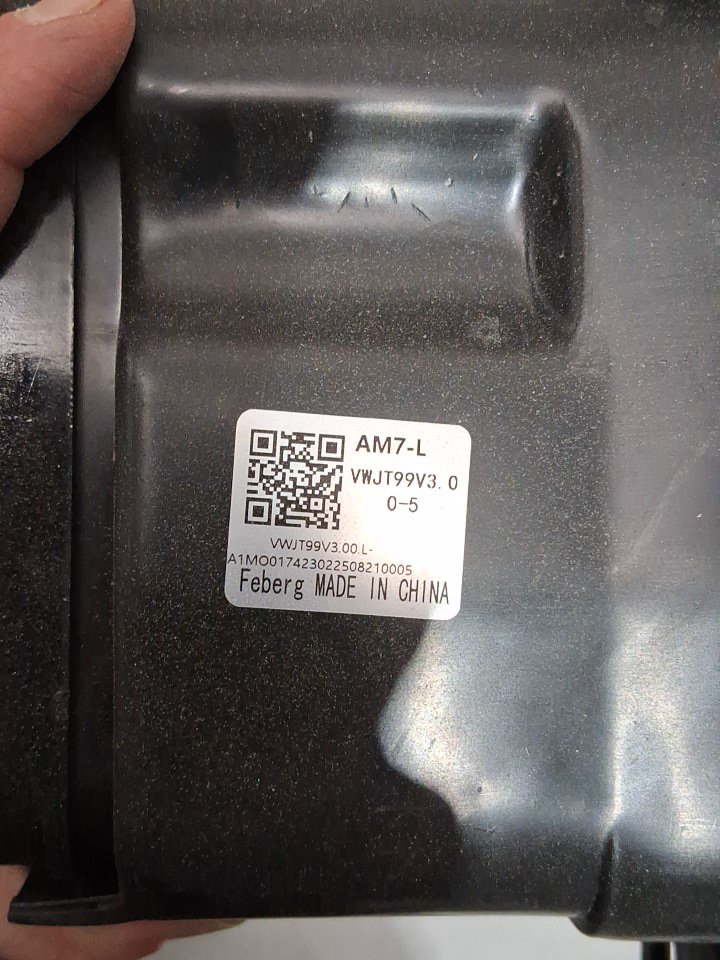 AM7-L
VWJT99V3.0
0-5
VWJT99V3.00.L-
A1MO017423022508210005
Feberg MADE IN CHINA